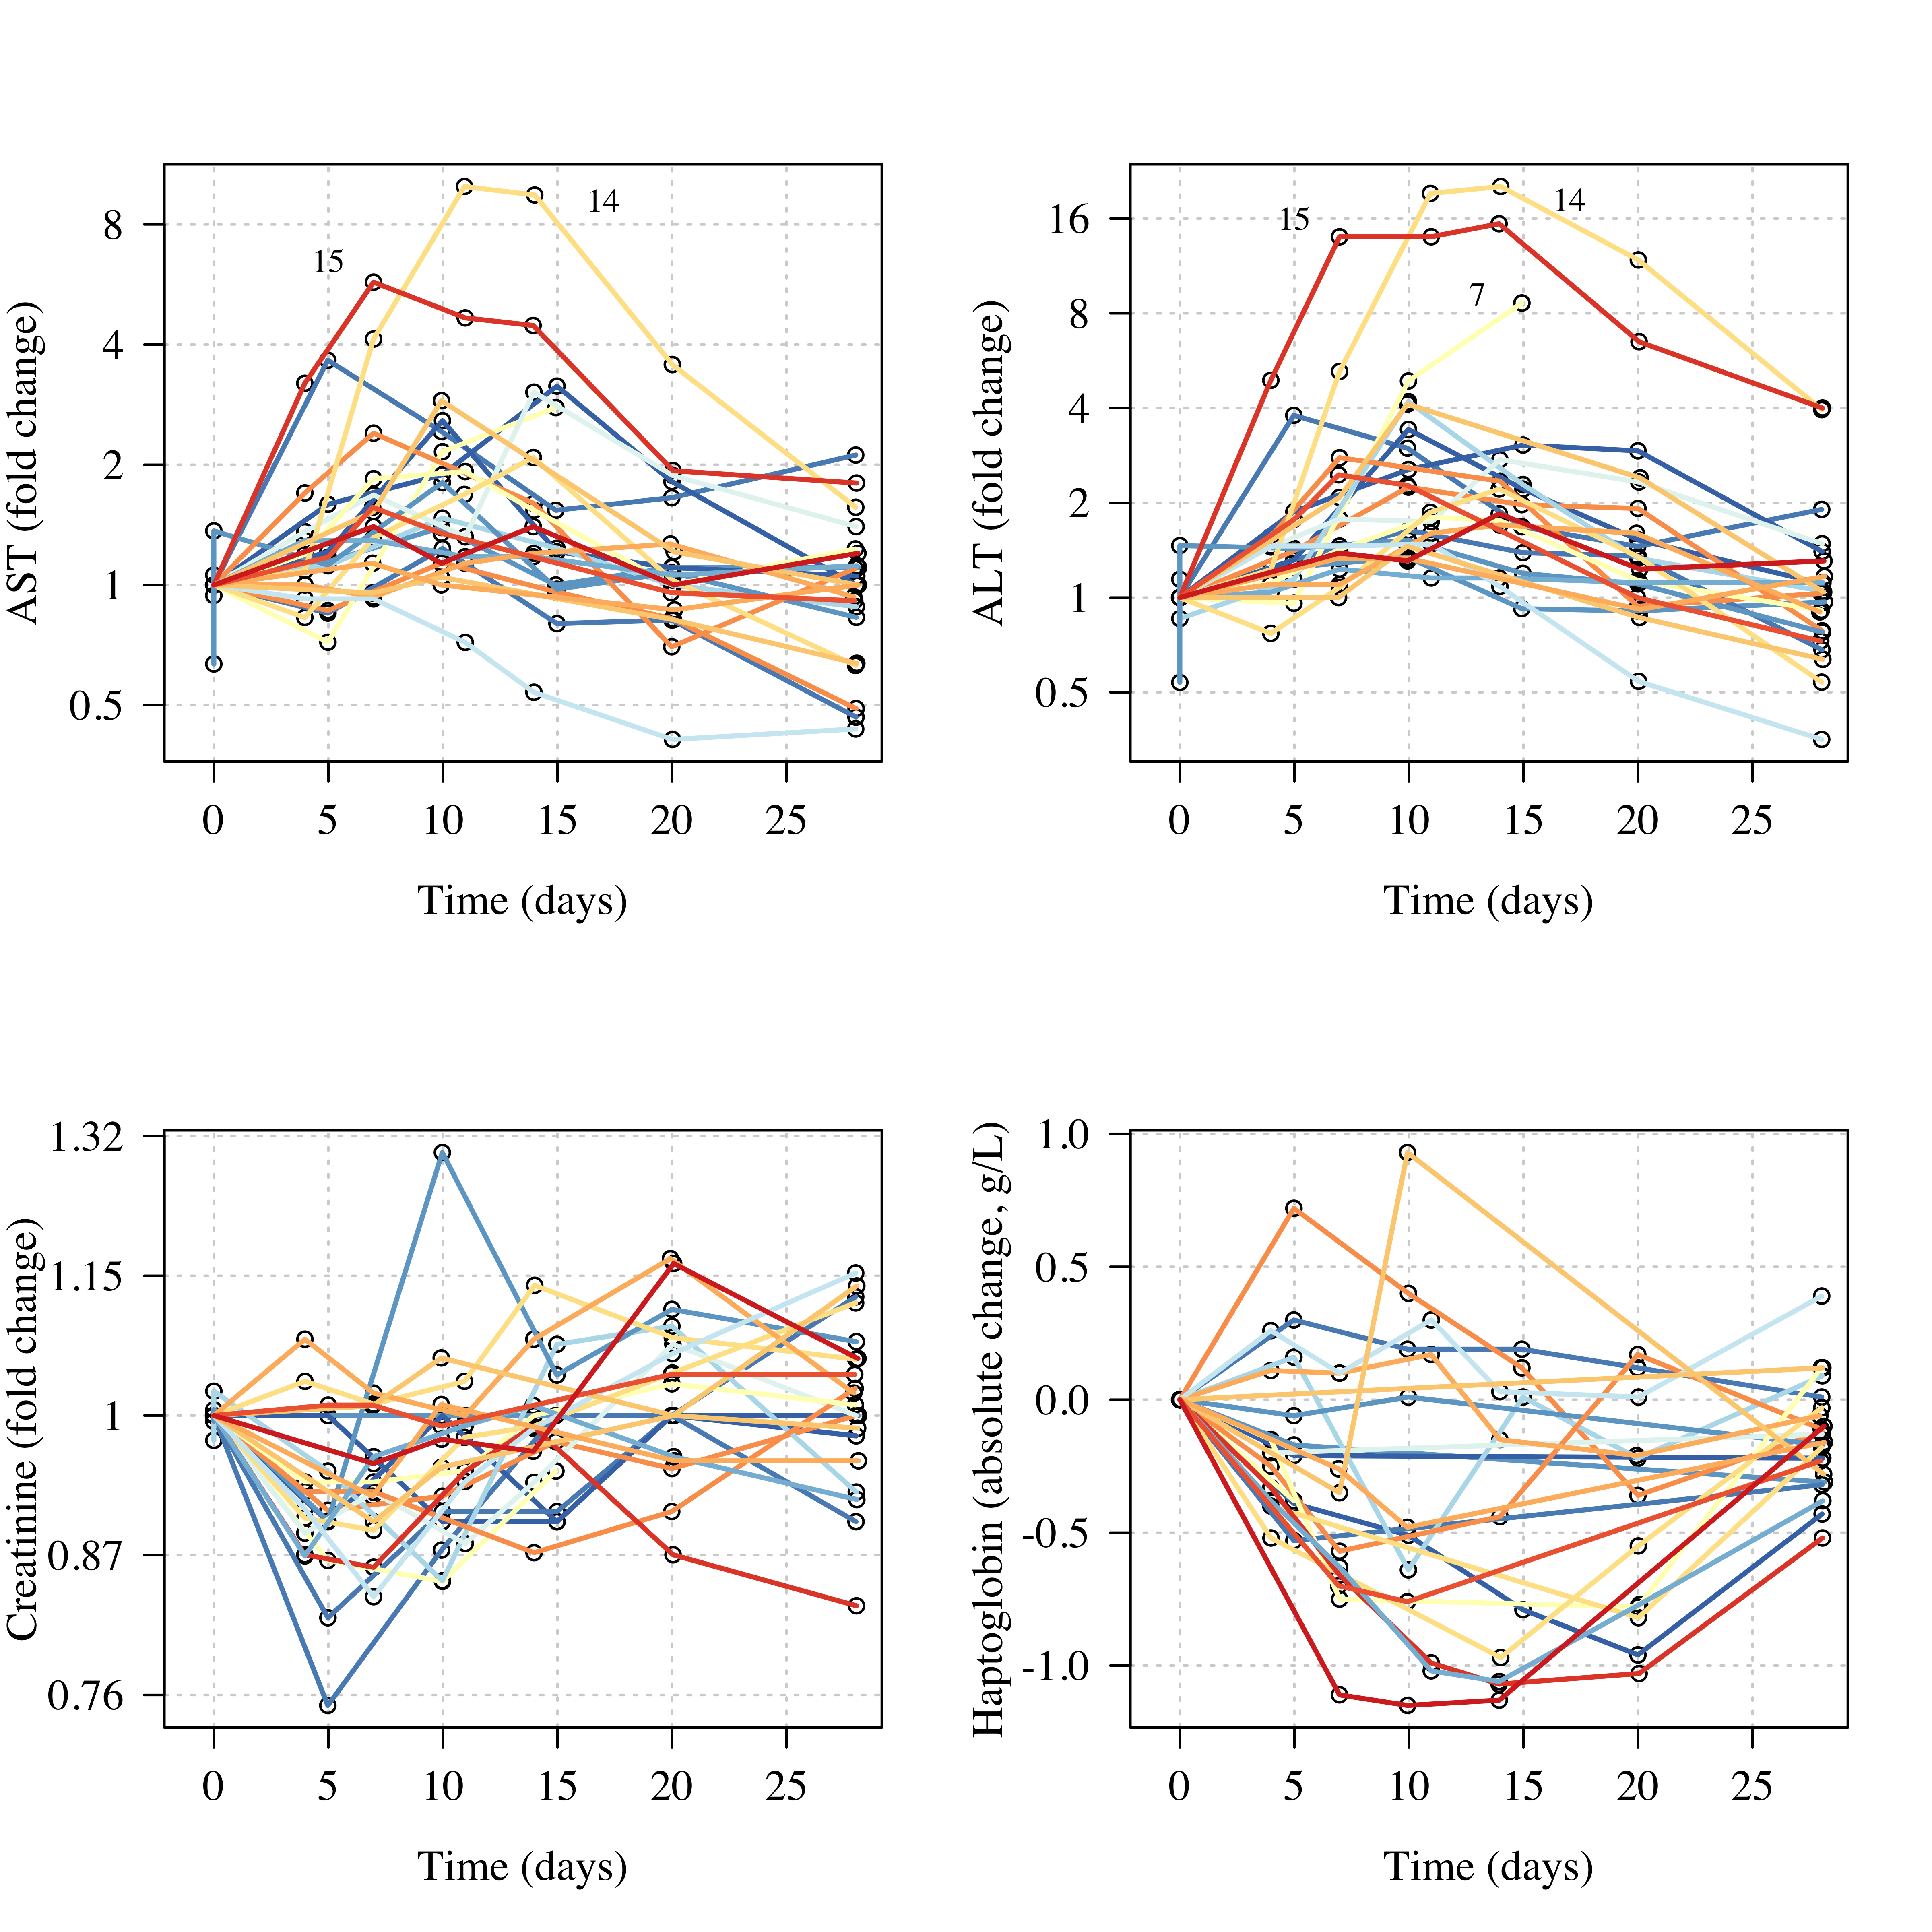 AST (fold change)
8
4
2
1
0.5
15
14
0 5 10 15 20 25
Time (days)
ALT (fold change)
16
8
4
2
1
0.5
15
14
7
0 5 10 15 20 25
Time (days)
Creatinine (fold change)
1.32
1.15
1
0.87
0.76
0 5 10 15 20 25
Time (days)
Haptoglobin (absolute change, g/L)
1.0
0.5
0.0
-0.5
-1.0
0 5 10 15 20 25
Time (days)